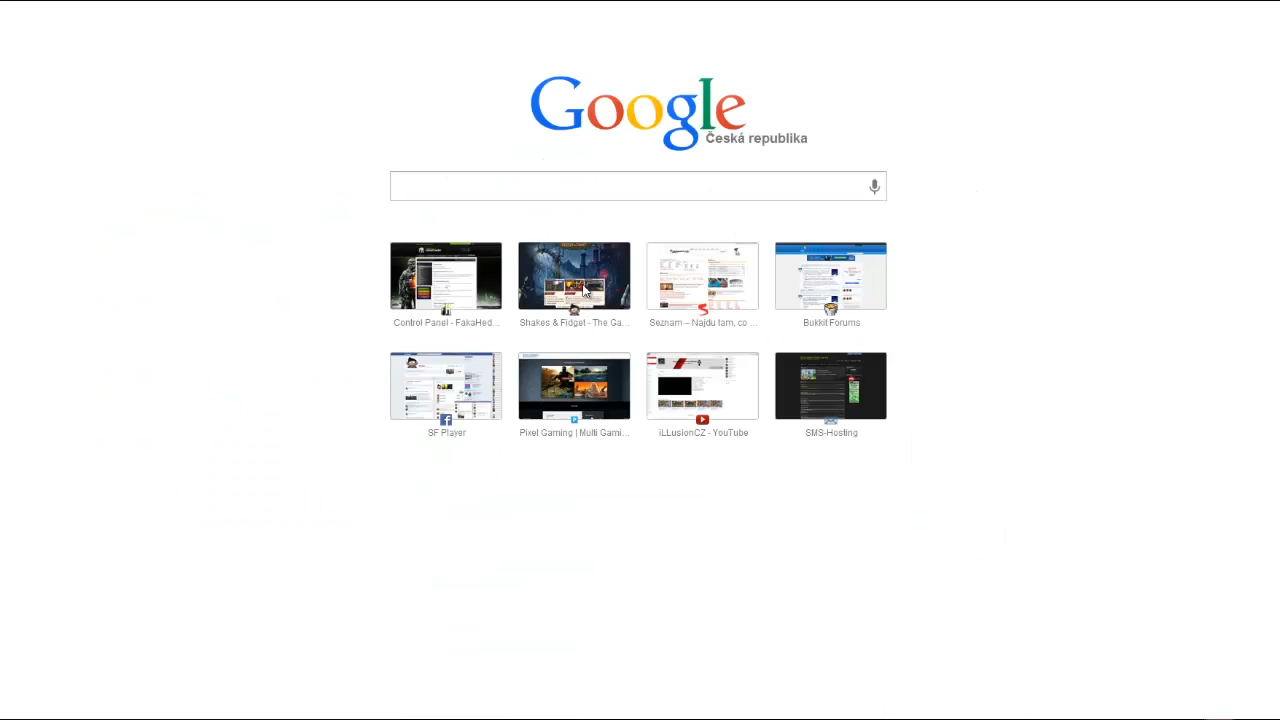 Google
Česká republika
Control Panel - FakaHed...
Shakes & Fidget - The Ga...
Seznam – Najdu tam, co ...
Bukkit Forums
SF Player
Pixel Gaming | Multi Gami...
iLLusionCZ - YouTube
SMS-Hosting